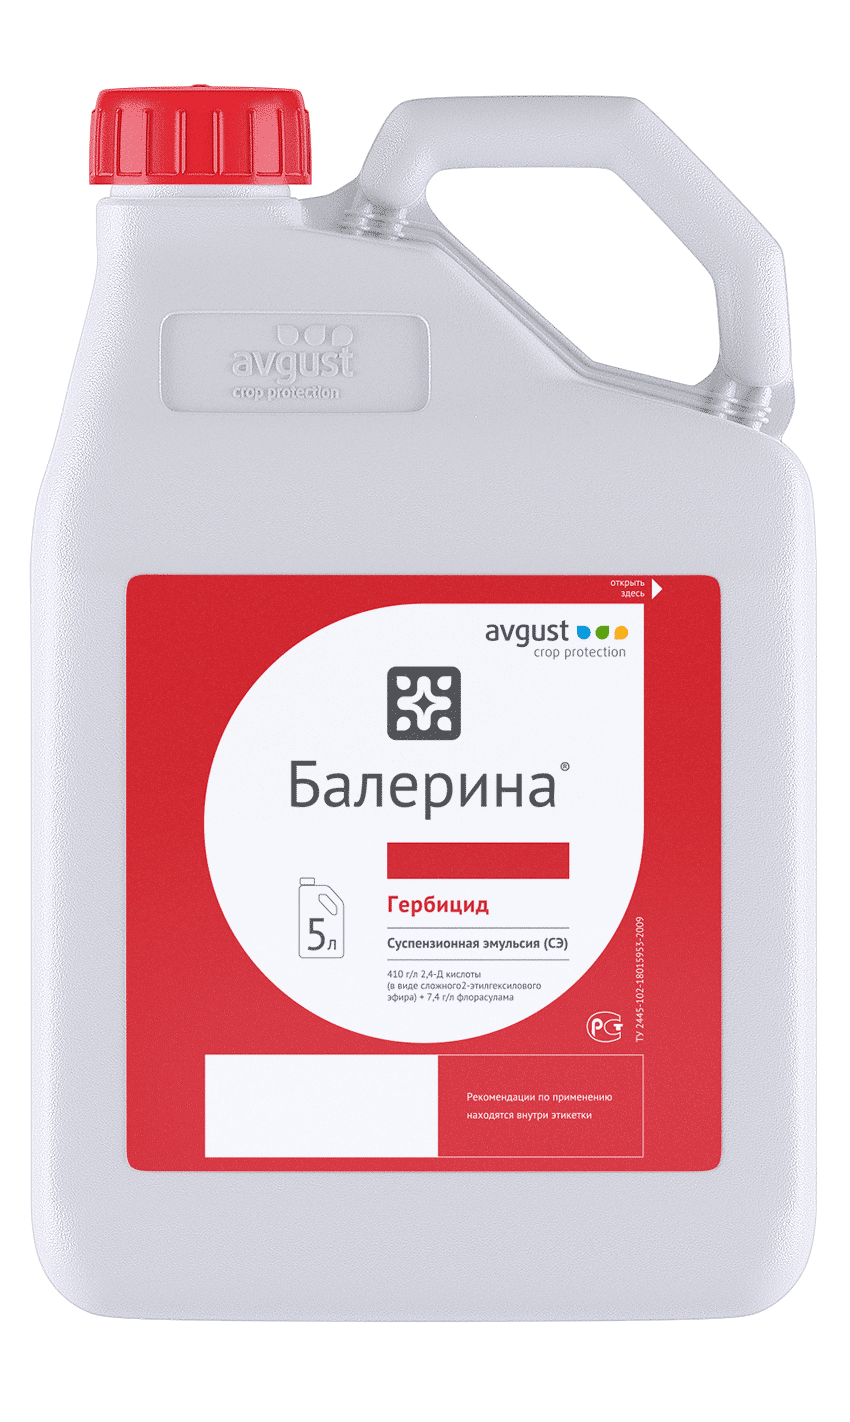 avgust
crop protection
открыть
здесь
avgust
crop protection
Балерина®
Гербицид
5л
Суспензионная эмульсия (СЭ)
410 г/л 2,4-Д кислоты
(в виде сложного2-этилгексилового
эфира) + 7,4 г/л флорасулама
ТУ 2445-102-18015953-2009
РСТ
Рекомендации по применению
находятся внутри этикетки